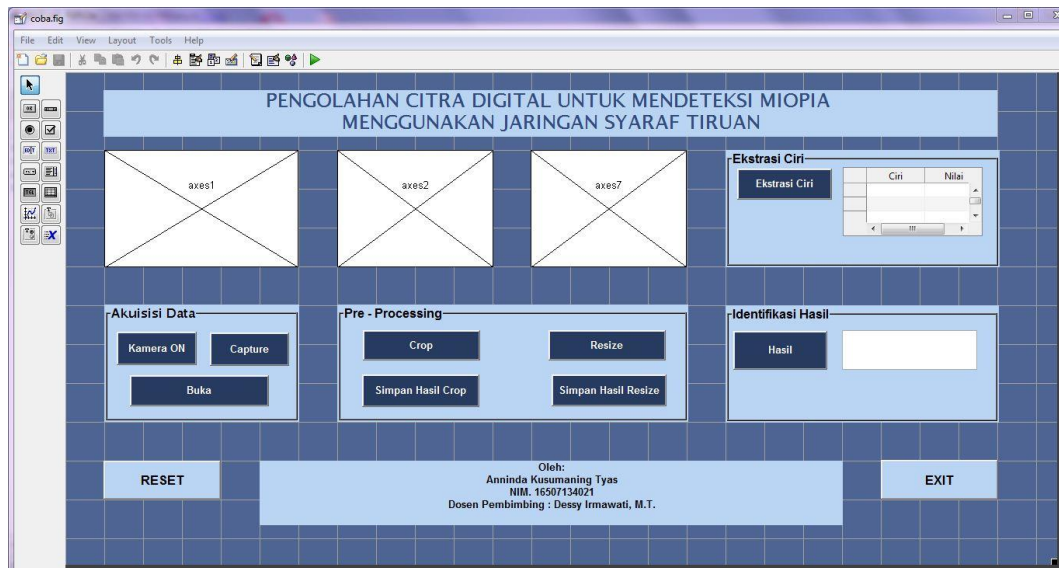 coba.fig
File Edit View Layout Tools Help
PENGOLAHAN CITRA DIGITAL UNTUK MENDETEKSI MIOPIA
MENGGUNAKAN JARINGAN SYARAF TIRUAN
axes1
axes2
axes7
Ekstrasi Ciri
Ekstrasi Ciri
Ciri Nilai
Akuisisi Data
Kamera ON
Capture
Buka
Pre - Processing
Crop
Resize
Simpan Hasil Crop
Simpan Hasil Resize
Identifikasi Hasil
Hasil
RESET
Oleh:
Anninda Kusumaning Tyas
NIM. 16507134021
Dosen Pembimbing : Dessy Irmawati, M.T.
EXIT